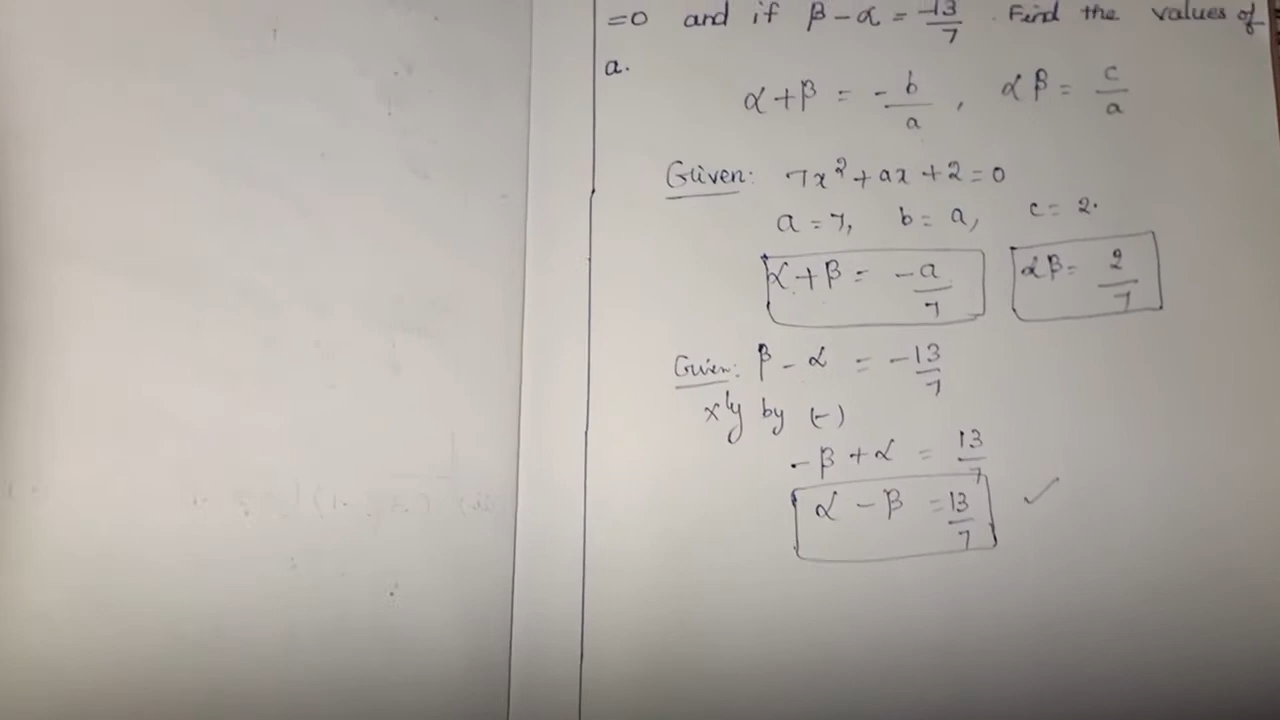 =0 and if β - α = -13/7. Find the values of
a.
α + β = -b/a, αβ = c/a
Given: 7x² + ax + 2 = 0
a = 7, b = a, c = 2.
α + β = -a/7 αβ = 2/7
Given: β - α = -13/7
xly by (-)
- β + α = 13/7
α - β = 13/7 ✓